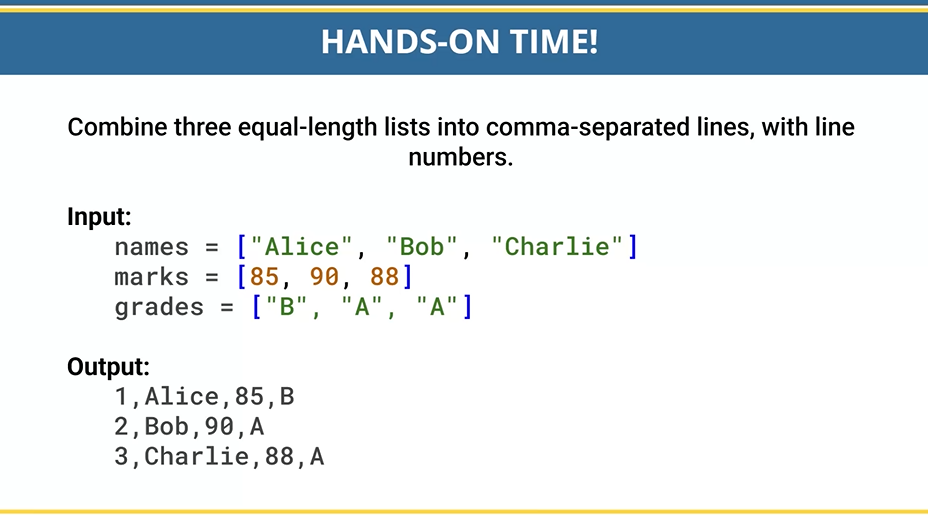 HANDS-ON TIME!
Combine three equal-length lists into comma-separated lines, with line
numbers.
Input:
names = ["Alice", "Bob", "Charlie"]
marks = [85, 90, 88]
grades = ["B", "A", "A"]
Output:
1,Alice,85,B
2,Bob,90,A
3,Charlie,88,A